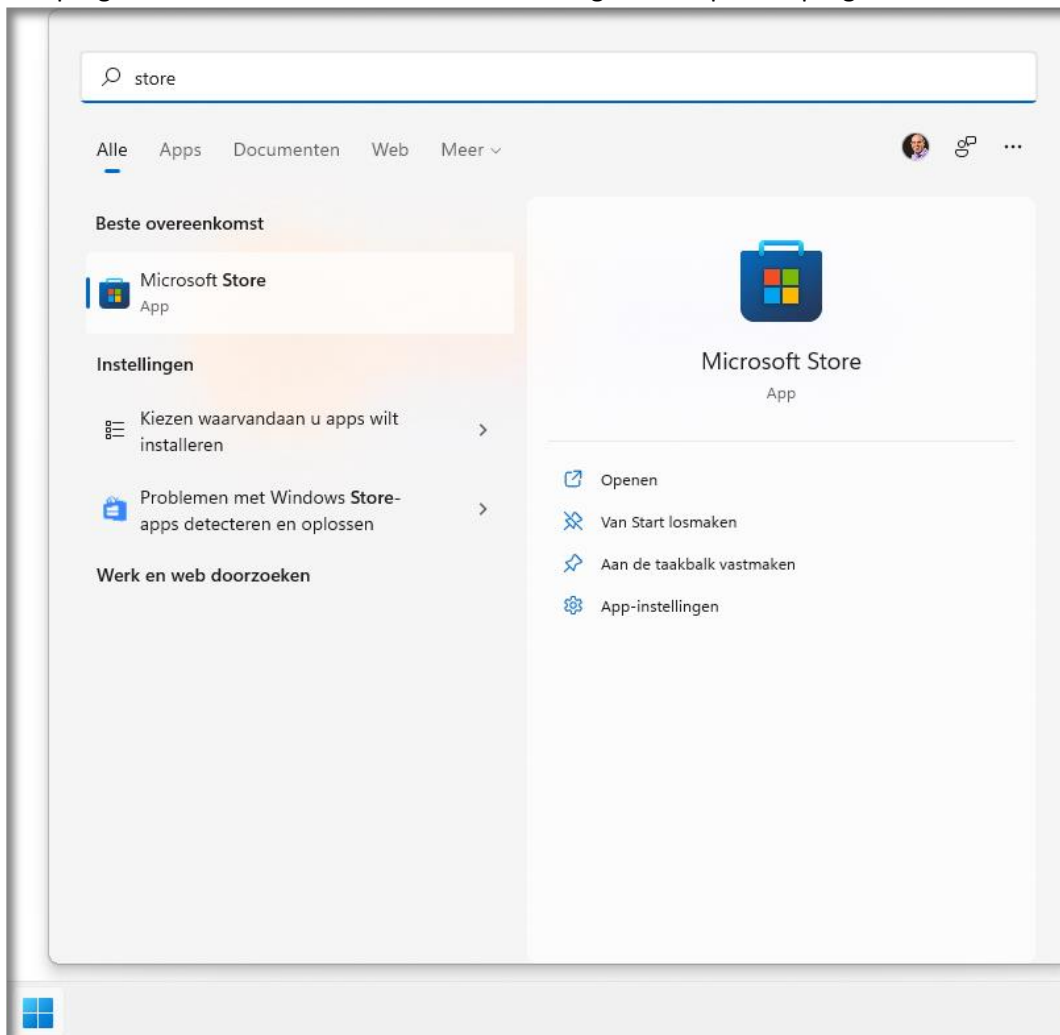 store
Alle Apps Documenten Web Meer
Beste overeenkomst
Microsoft Store
App
Instellingen
Kiezen waarvandaan u apps wilt
installeren
Problemen met Windows Store-
apps detecteren en oplossen
Werk en web doorzoeken
Microsoft Store
App
Openen
Van Start losmaken
Aan de taakbalk vastmaken
App-instellingen